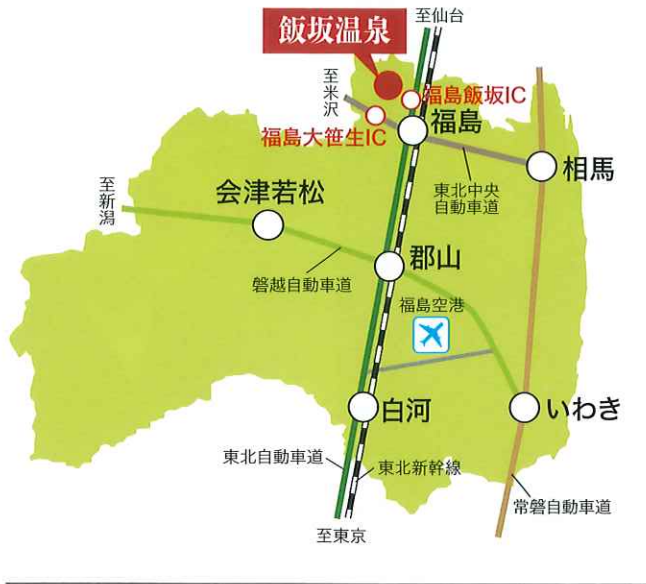 至仙台
飯坂温泉
至米沢
福島飯坂IC
福島大笹生IC
福島
東北中央
自動車道
相馬
至新潟
会津若松
磐越自動車道
郡山
福島空港
白河
いわき
東北自動車道
東北新幹線
常磐自動車道
至東京